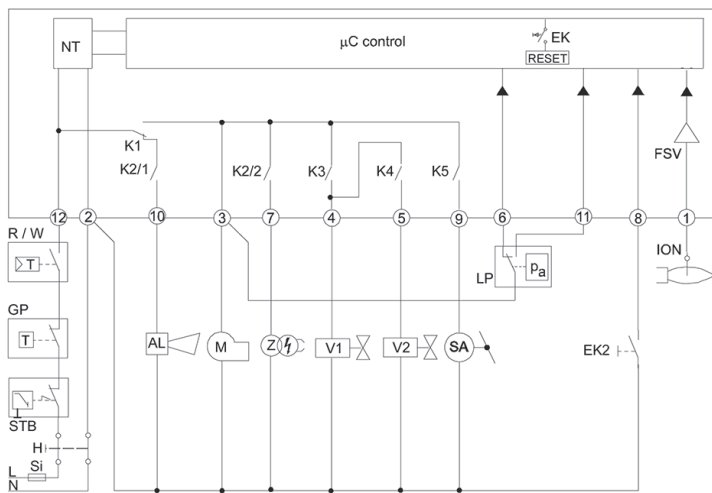 NT
μC control
EK
RESET
K1
K2/1
K2/2
K3
K4
K5
FSV
12
2
10
3
7
4
5
9
6
11
8
1
R / W
T
LP
pa
ION
GP
T
AL
M
Z
V1
V2
SA
EK2
STB
H
Si
L
N